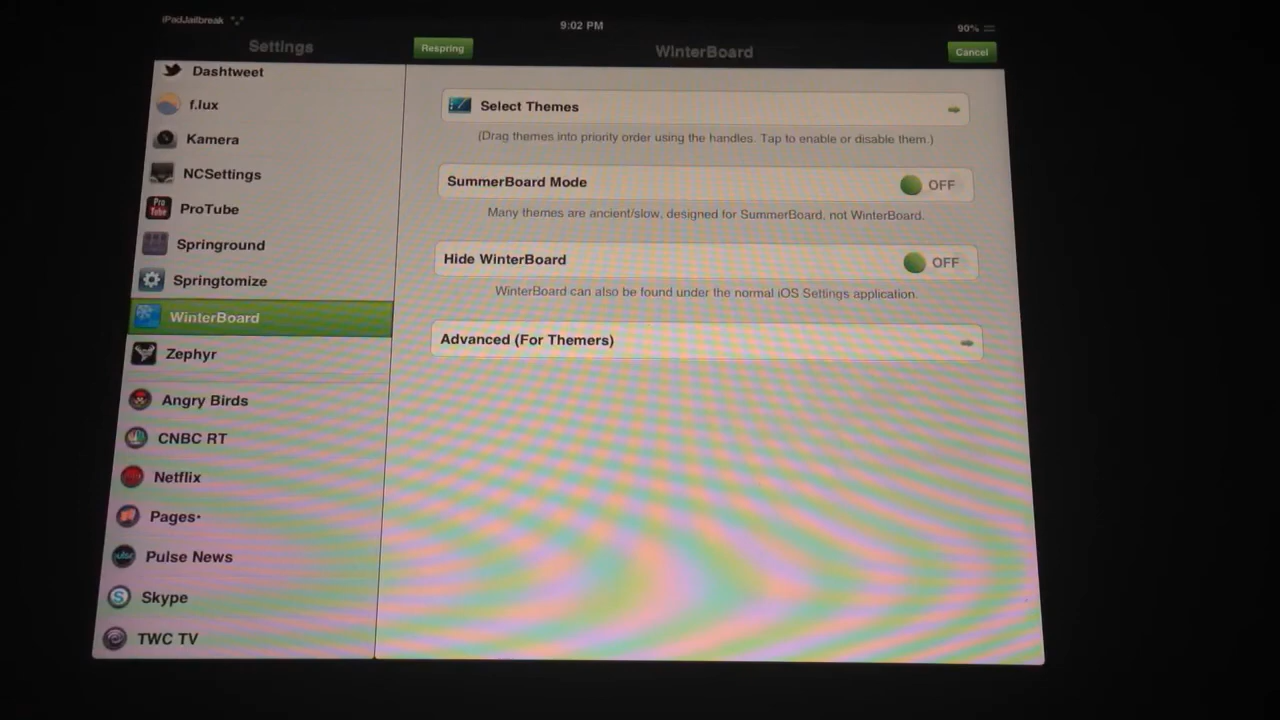 iPadJailbreak
9:02 PM
90%
Settings
Respring
WinterBoard
Cancel
Dashtweet
f.lux
Kamera
NCSettings
Pro Tube
ProTube
Springround
Springtomize
WinterBoard
Zephyr
Angry Birds
CNBC RT
Netflix
Pages
Pulse News
Skype
TWC TV
Select Themes
(Drag themes into priority order using the handles. Tap to enable or disable them.)
SummerBoard Mode
OFF
Many themes are ancient/slow, designed for SummerBoard, not WinterBoard.
Hide WinterBoard
OFF
WinterBoard can also be found under the normal iOS Settings application.
Advanced (For Themers)